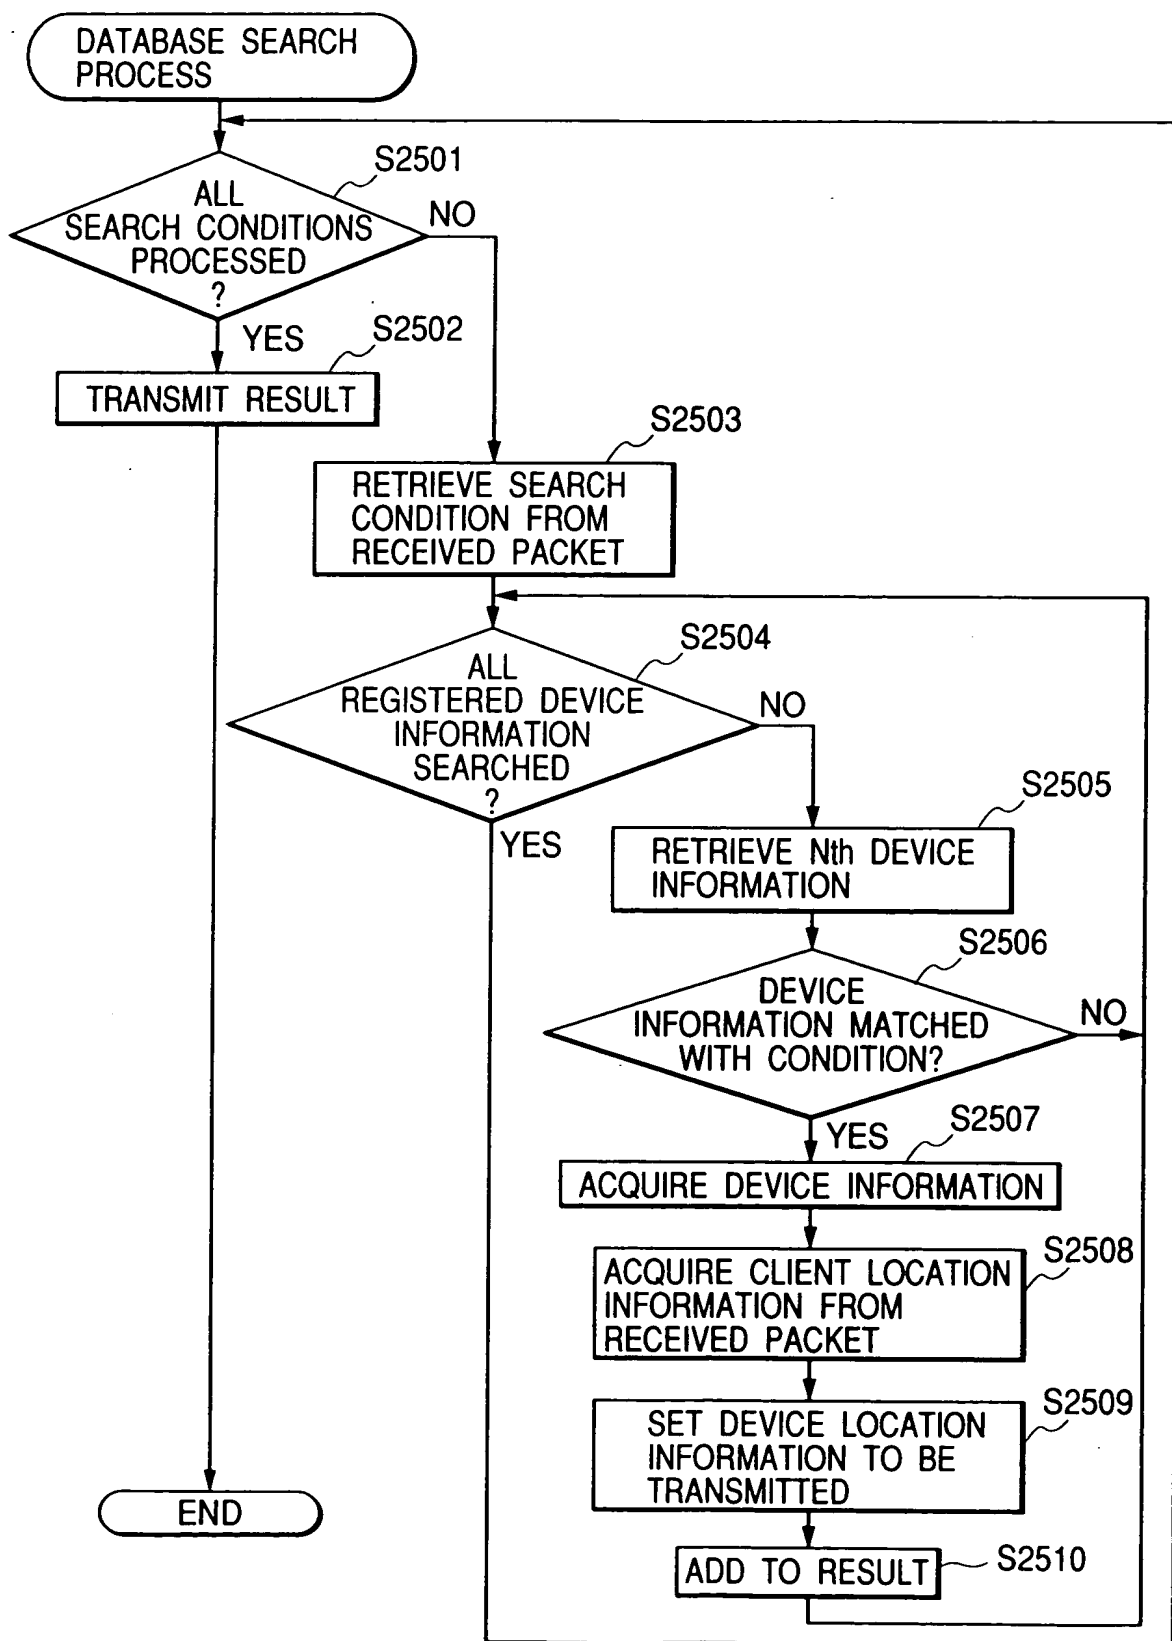 DATABASE SEARCH
PROCESS
S2501
ALL
SEARCH CONDITIONS
PROCESSED
?
NO
YES
S2502
TRANSMIT RESULT
S2503
RETRIEVE SEARCH
CONDITION FROM
RECEIVED PACKET
S2504
ALL
REGISTERED DEVICE
INFORMATION
SEARCHED
?
NO
YES
S2505
RETRIEVE Nth DEVICE
INFORMATION
S2506
DEVICE
INFORMATION MATCHED
WITH CONDITION?
NO
YES
S2507
ACQUIRE DEVICE INFORMATION
S2508
ACQUIRE CLIENT LOCATION
INFORMATION FROM
RECEIVED PACKET
S2509
SET DEVICE LOCATION
INFORMATION TO BE
TRANSMITTED
END
S2510
ADD TO RESULT